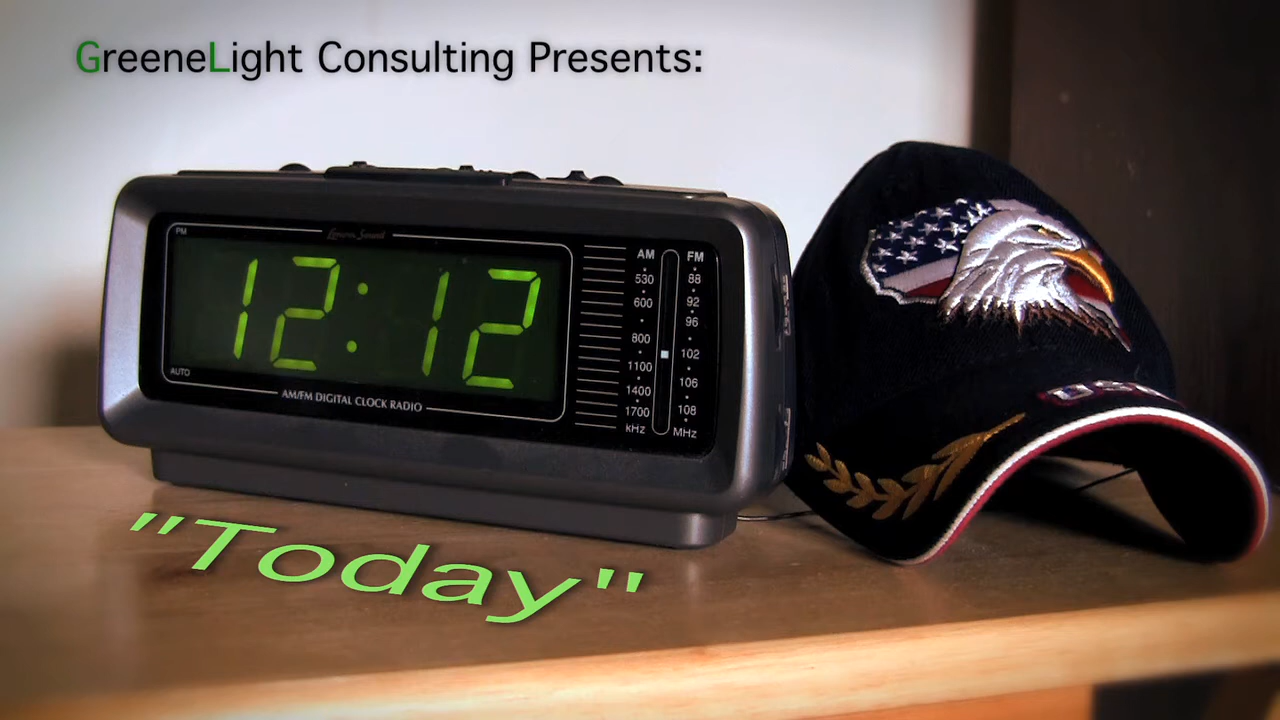 GreeneLight Consulting Presents:
PM
12:12
AUTO
AM/FM DIGITAL CLOCK RADIO
AM FM
530 88
600 92
96
800 102
1100 106
1400 108
1700
kHz MHz
"Today"